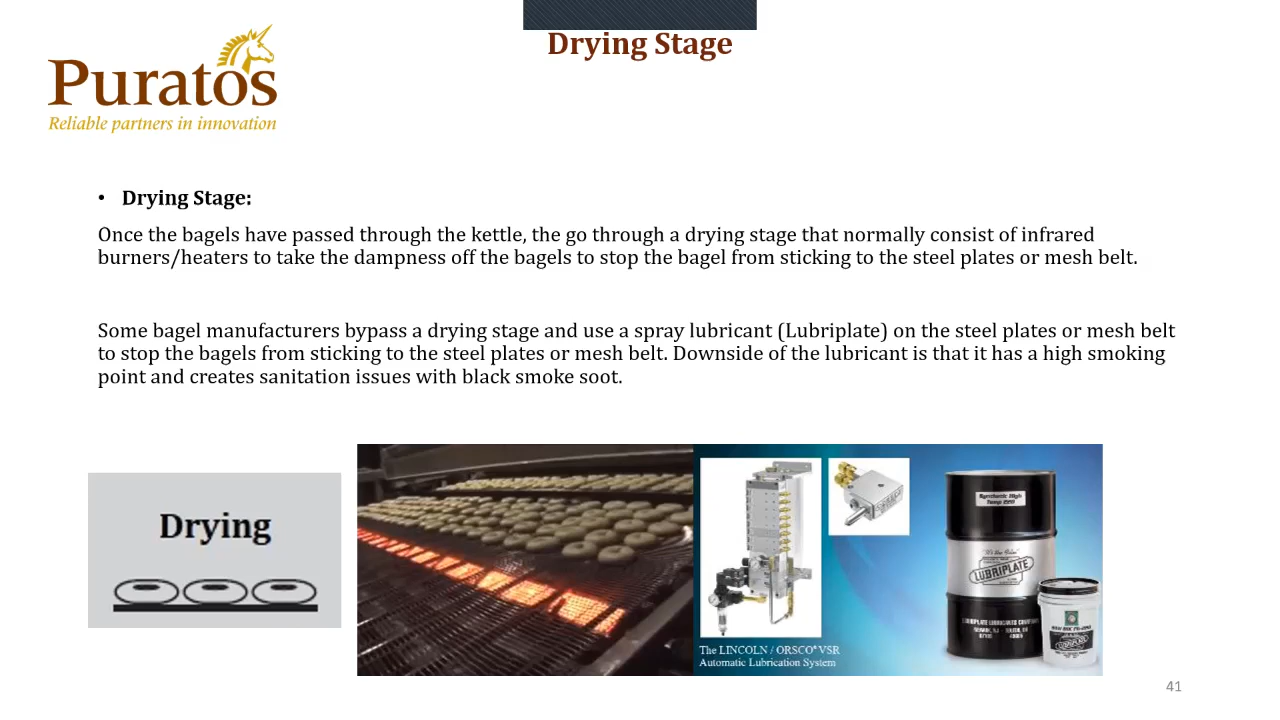 Drying Stage
Puratos
Reliable partners in innovation
• Drying Stage:
Once the bagels have passed through the kettle, the go through a drying stage that normally consist of infrared
burners/heaters to take the dampness off the bagels to stop the bagel from sticking to the steel plates or mesh belt.
Some bagel manufacturers bypass a drying stage and use a spray lubricant (Lubriplate) on the steel plates or mesh belt
to stop the bagels from sticking to the steel plates or mesh belt. Downside of the lubricant is that it has a high smoking
point and creates sanitation issues with black smoke soot.
Drying
The LINCOLN / ORSCO® VSR
Automatic Lubrication System
Synthetic High
LUBRIPLATE
41